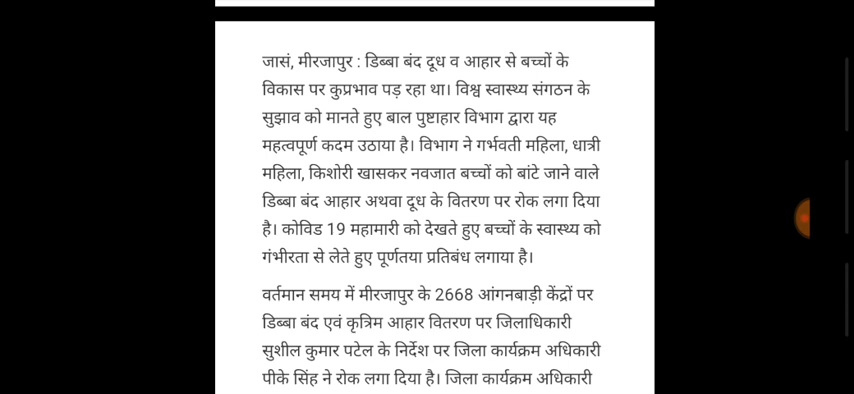 जासं, मीरजापुर : डिब्बा बंद दूध व आहार से बच्चों के
विकास पर कुप्रभाव पड़ रहा था। विश्व स्वास्थ्य संगठन के
सुझाव को मानते हुए बाल पुष्टाहार विभाग द्वारा यह
महत्वपूर्ण कदम उठाया है। विभाग ने गर्भवती महिला, धात्री
महिला, किशोरी खासकर नवजात बच्चों को बांटे जाने वाले
डिब्बा बंद आहार अथवा दूध के वितरण पर रोक लगा दिया
है। कोविड 19 महामारी को देखते हुए बच्चों के स्वास्थ्य को
गंभीरता से लेते हुए पूर्णतया प्रतिबंध लगाया है।
वर्तमान समय में मीरजापुर के 2668 आंगनबाड़ी केंद्रों पर
डिब्बा बंद एवं कृत्रिम आहार वितरण पर जिलाधिकारी
सुशील कुमार पटेल के निर्देश पर जिला कार्यक्रम अधिकारी
पीके सिंह ने रोक लगा दिया है। जिला कार्यक्रम अधिकारी